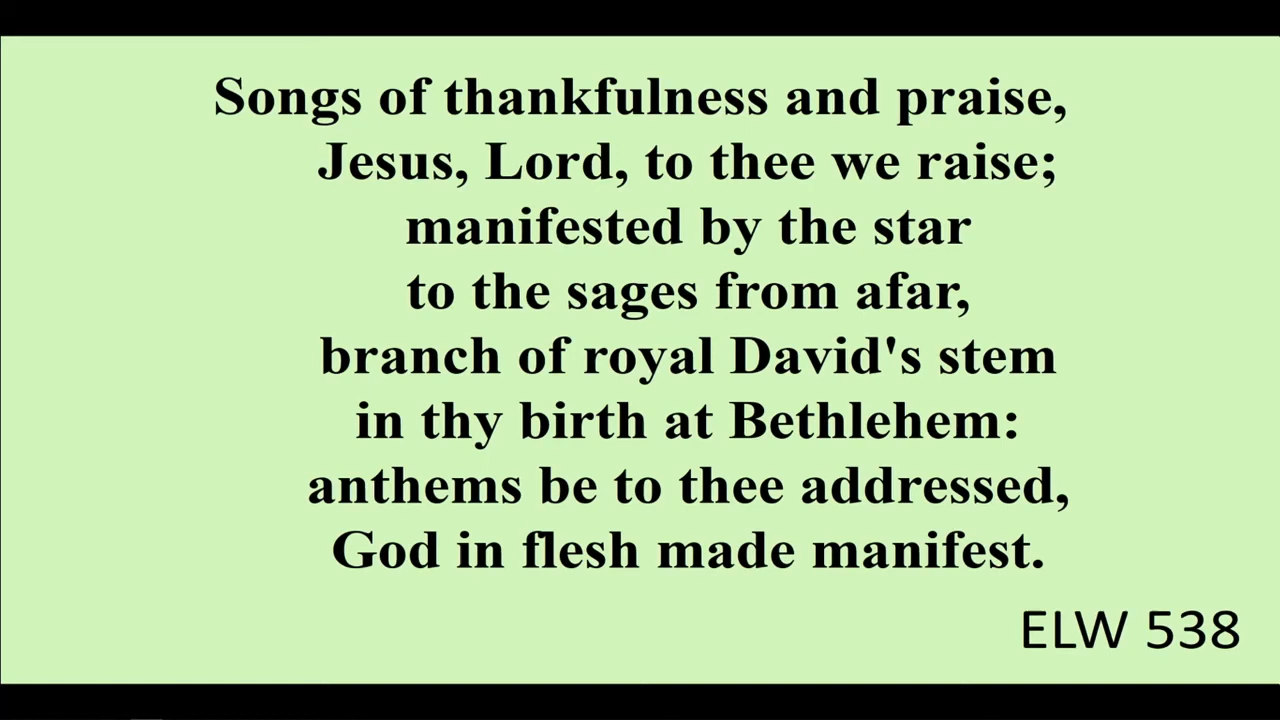 Songs of thankfulness and praise,
Jesus, Lord, to thee we raise;
manifested by the star
to the sages from afar,
branch of royal David's stem
in thy birth at Bethlehem:
anthems be to thee addressed,
God in flesh made manifest.
ELW 538